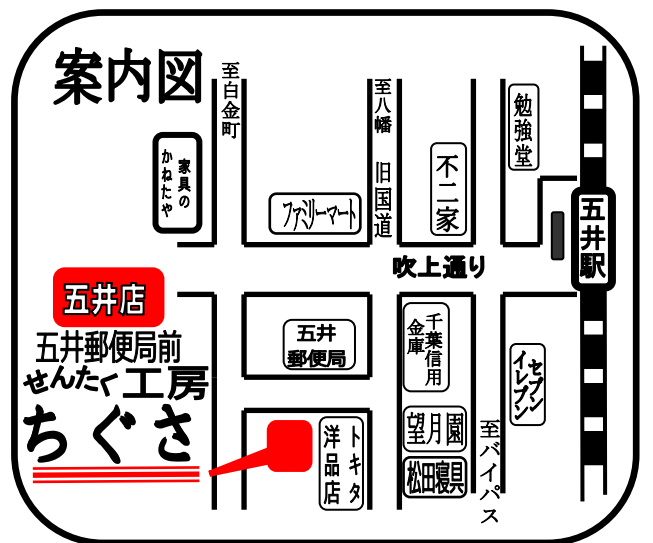 案内図
至白金町
至八幡 旧国道
勉強堂
不二家
家具の
かねたや
ファミリーマート
五井駅
吹上通り
五井店
五井郵便局前
せんたく工房
ちぐさ
五井
郵便局
千葉信用
金庫
セブン
イレブン
望月園
松田寝具
至バイパス
トキタ
洋品店